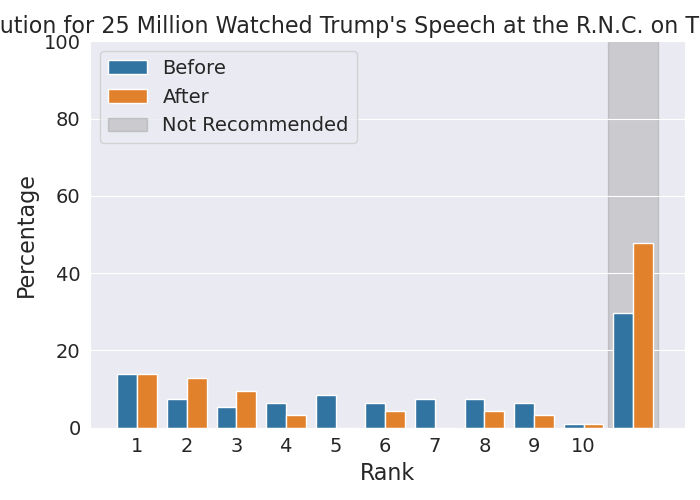 ution for 25 Million Watched Trump's Speech at the R.N.C. on T
100
80
60
40
20
0
Percentage
Before
After
Not Recommended
1 2 3 4 5 6 7 8 9 10
Rank